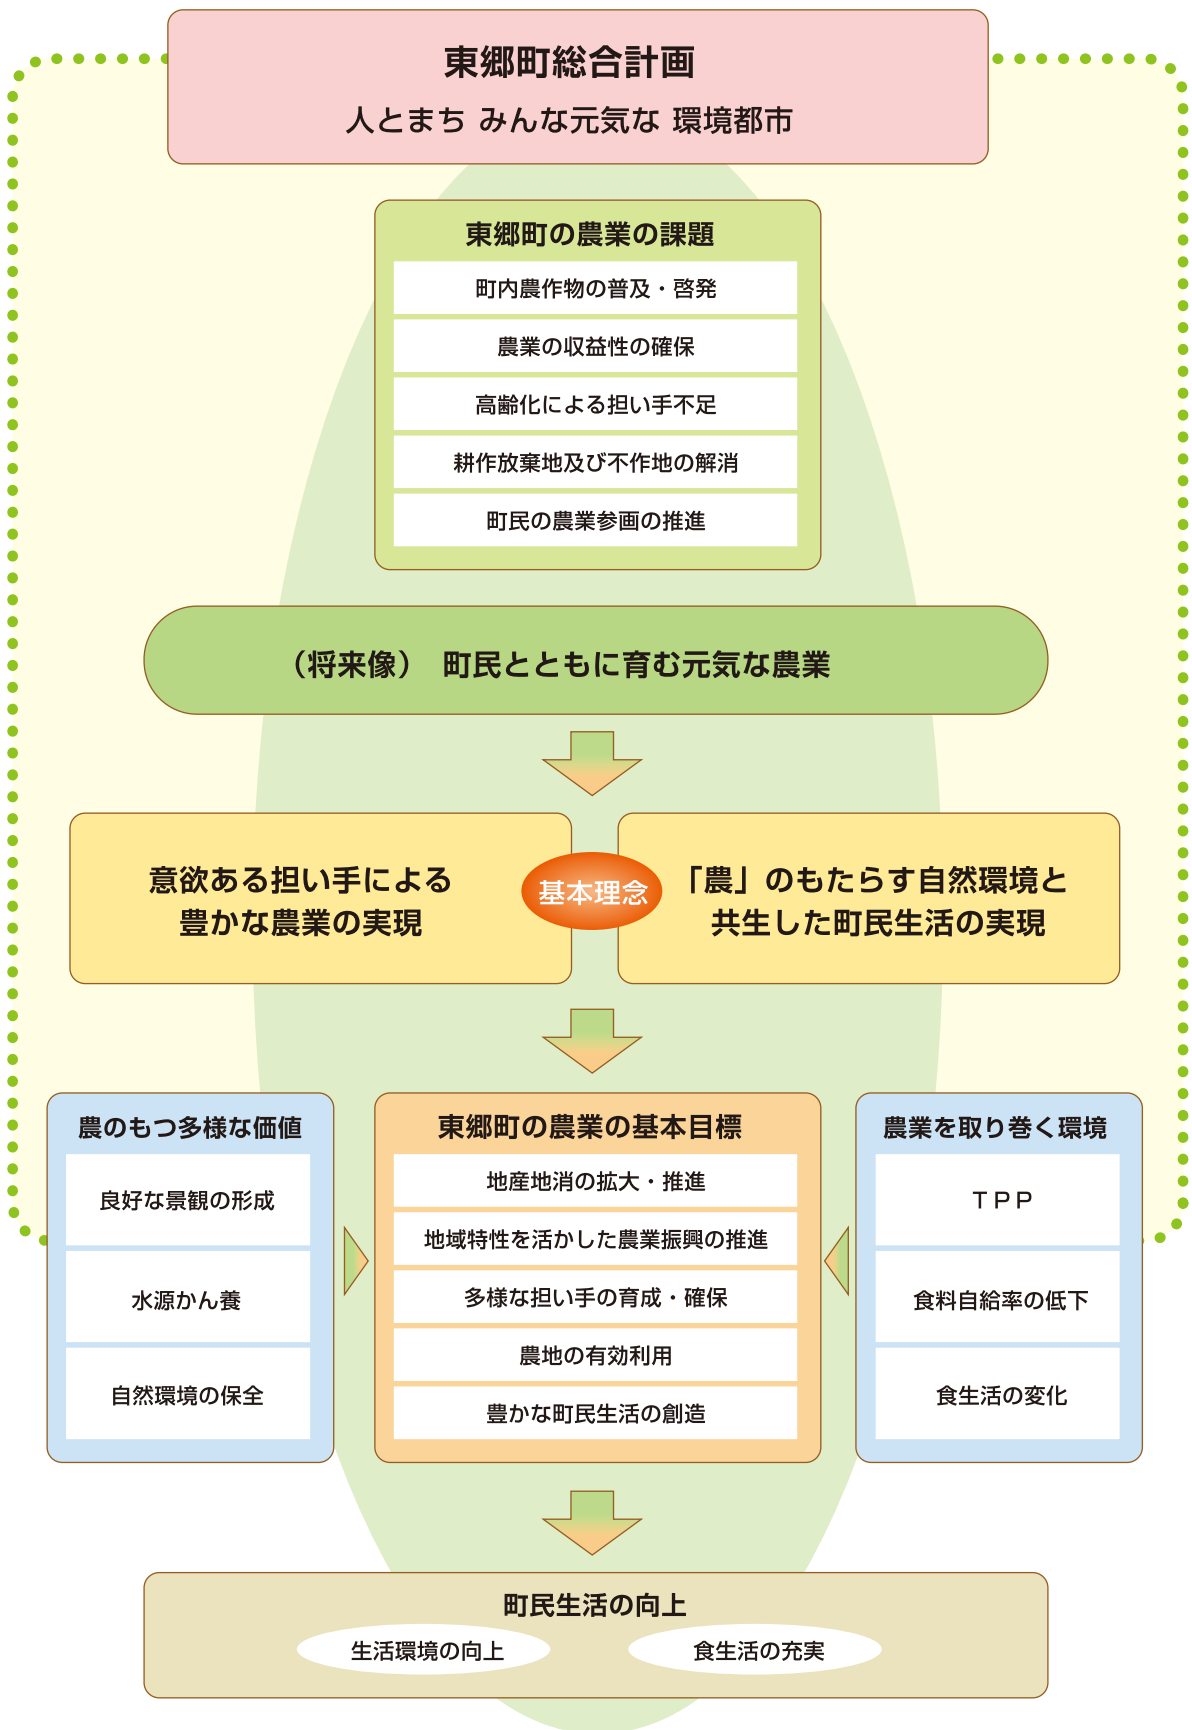 東郷町総合計画
人とまち みんな元気な 環境都市
東郷町の農業の課題
町内農作物の普及・啓発
農業の収益性の確保
高齢化による担い手不足
耕作放棄地及び不作地の解消
町民の農業参画の推進
（将来像） 町民とともに育む元気な農業
意欲ある担い手による
豊かな農業の実現
基本理念
「農」のもたらす自然環境と
共生した町民生活の実現
農のもつ多様な価値
良好な景観の形成
水源かん養
自然環境の保全
東郷町の農業の基本目標
地産地消の拡大・推進
地域特性を活かした農業振興の推進
多様な担い手の育成・確保
農地の有効利用
豊かな町民生活の創造
農業を取り巻く環境
ＴＰＰ
食料自給率の低下
食生活の変化
町民生活の向上
生活環境の向上
食生活の充実